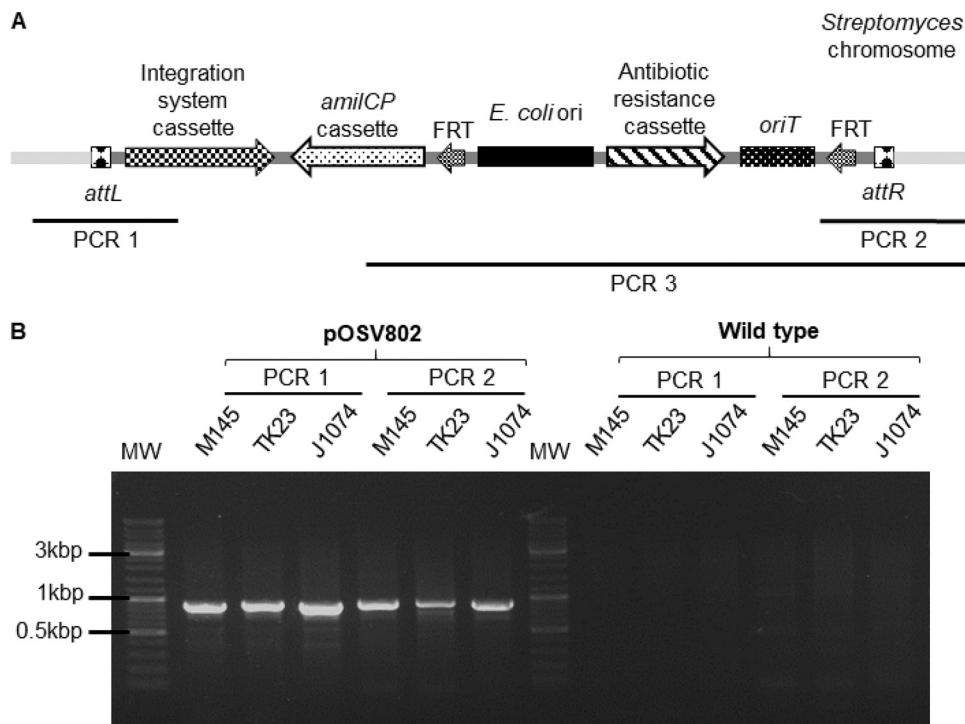 A
Streptomyces
chromosome
Integration
system
cassette
amilCP
cassette
FRT
E. coli ori
Antibiotic
resistance
cassette
oriT
FRT
attL
attR
PCR 1
PCR 2
PCR 3
B
pOSV802
Wild type
PCR 1
PCR 2
PCR 1
PCR 2
MW
M145
TK23
J1074
M145
TK23
J1074
MW
M145
TK23
J1074
M145
TK23
J1074
3kbp
1kbp
0.5kbp